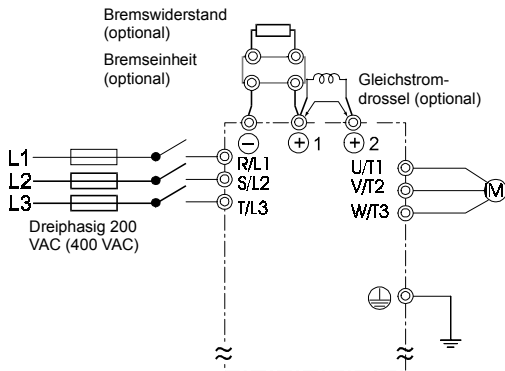 Bremswiderstand
(optional)
Bremseinheit
(optional)
Gleichstrom-
drossel (optional)
− + 1 + 2
L1
L2
L3
R/L1
S/L2
T/L3
U/T1
V/T2
W/T3
M
Dreiphasig 200
VAC (400 VAC)